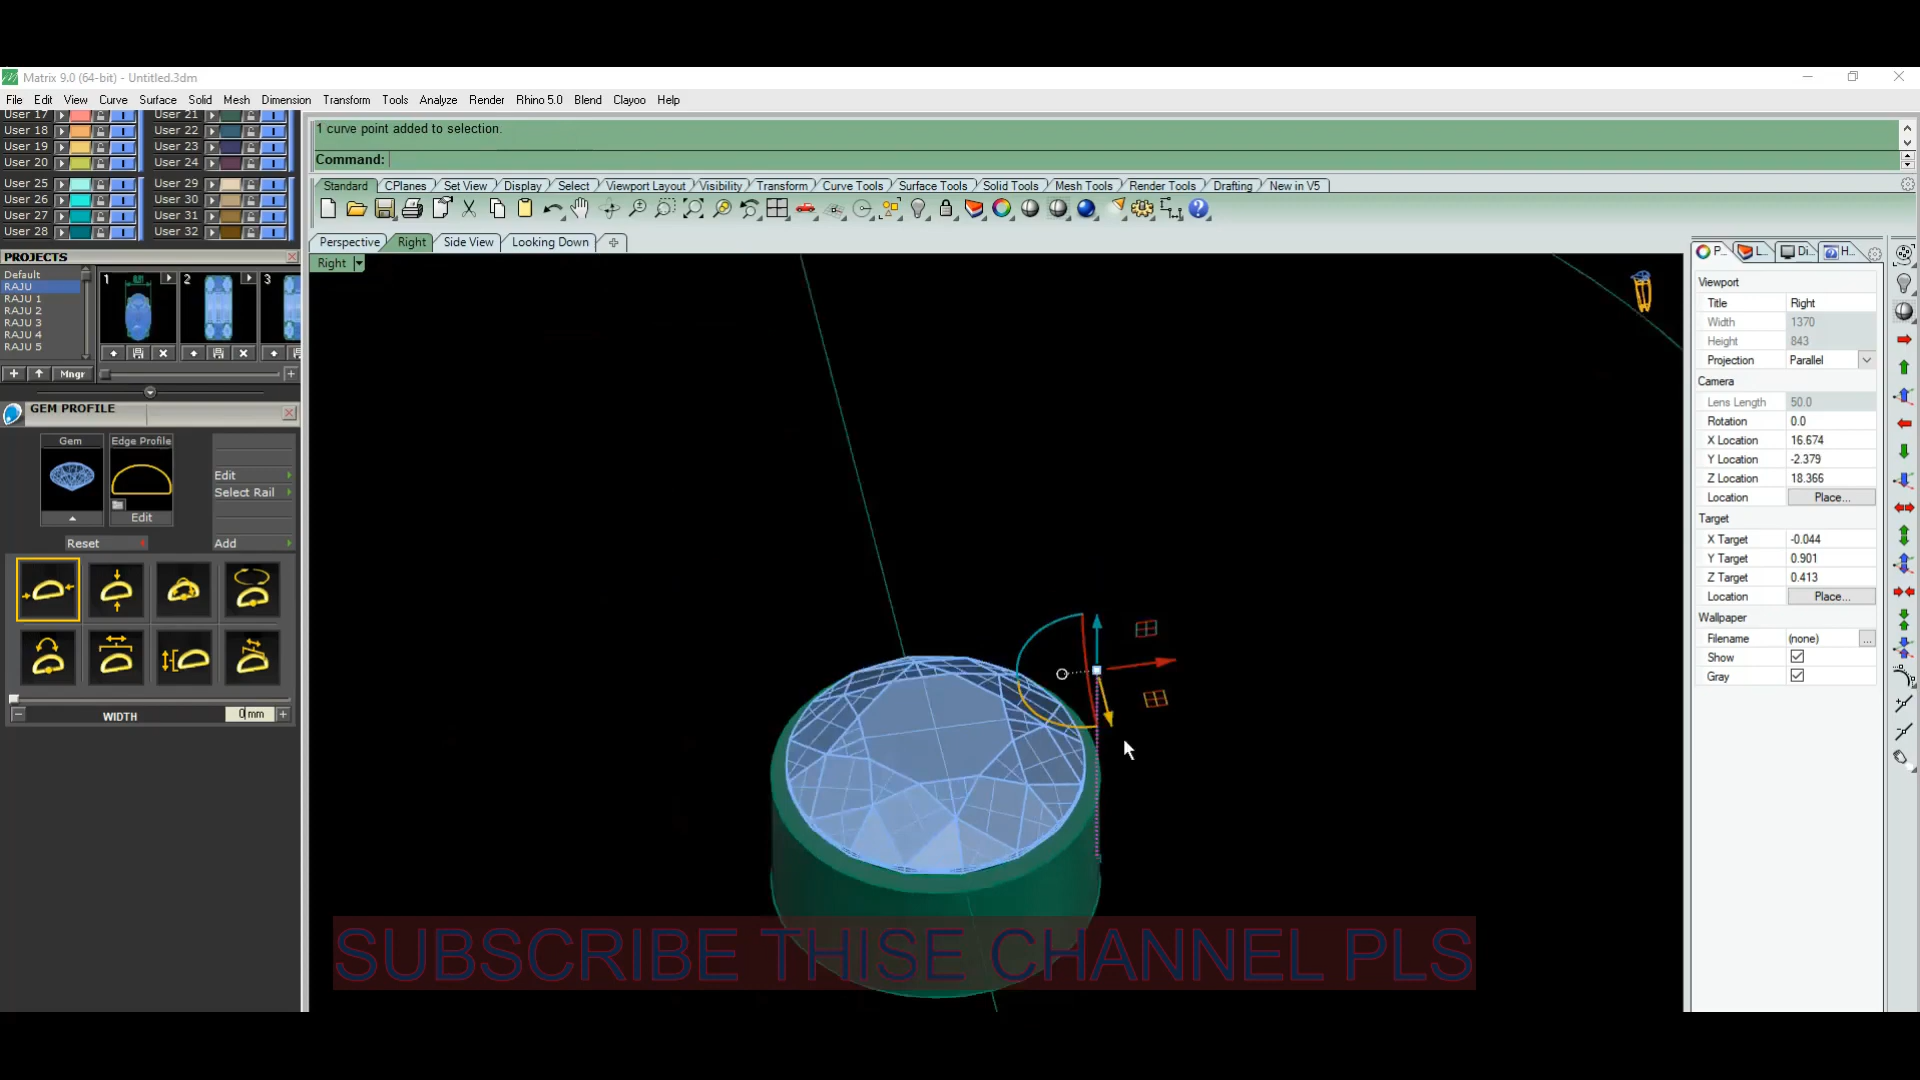 Matrix 9.0 (64-bit) - Untitled.3dm
File Edit View Curve Surface Solid Mesh Dimension Transform Tools Analyze Render Rhino 5.0 Blend Clayoo Help
User 17 User 21
User 18 User 22
User 19 User 23
User 20 User 24
User 25 User 29
User 26 User 30
User 27 User 31
User 28 User 32
1 curve point added to selection.
Command:
Standard CPlanes Set View Display Select Viewport Layout Visibility Transform Curve Tools Surface Tools Solid Tools Mesh Tools Render Tools Drafting New in V5
Perspective Right Side View Looking Down
Right
PROJECTS
Default
RAJU
RAJU 1
RAJU 2
RAJU 3
RAJU 4
RAJU 5
1 2 3
Mngr
GEM PROFILE
Gem Edge Profile
Edit
Select Rail
Edit
Reset Add
WIDTH 0 mm
P... L... Di... H...
Viewport
Title Right
Width 1370
Height 843
Projection Parallel
Camera
Lens Length 50.0
Rotation 0.0
X Location 16.674
Y Location -2.379
Z Location 18.366
Location Place...
Target
X Target -0.044
Y Target 0.901
Z Target 0.413
Location Place...
Wallpaper
Filename (none) ...
Show
Gray
SUBSCRIBE THISE CHANNEL PLS